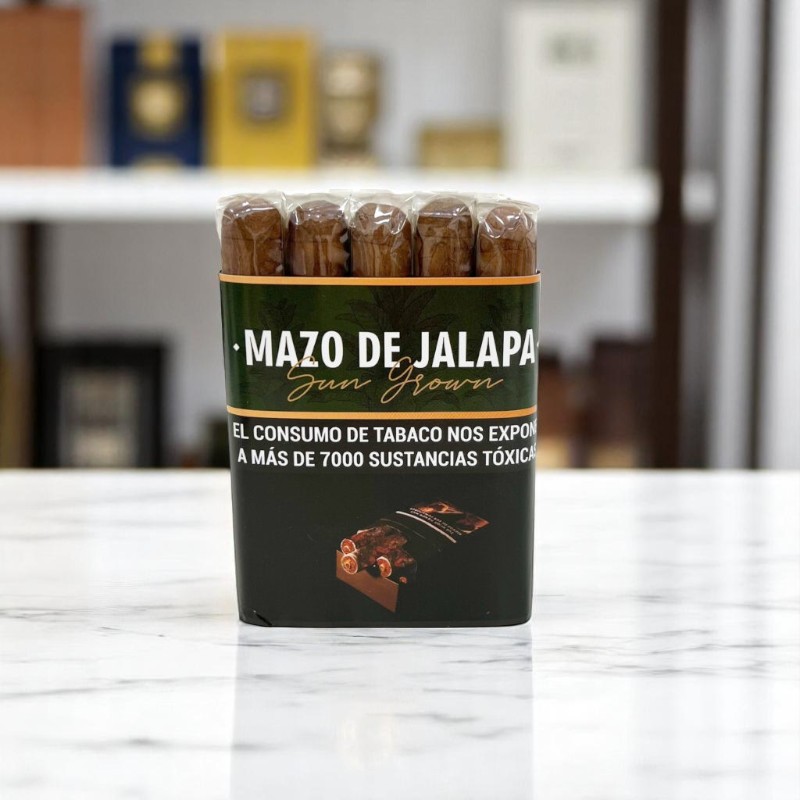 MAZO DE JALAPA
Sun Grown
EL CONSUMO DE TABACO NOS EXPONE
A MÁS DE 7000 SUSTANCIAS TÓXICAS